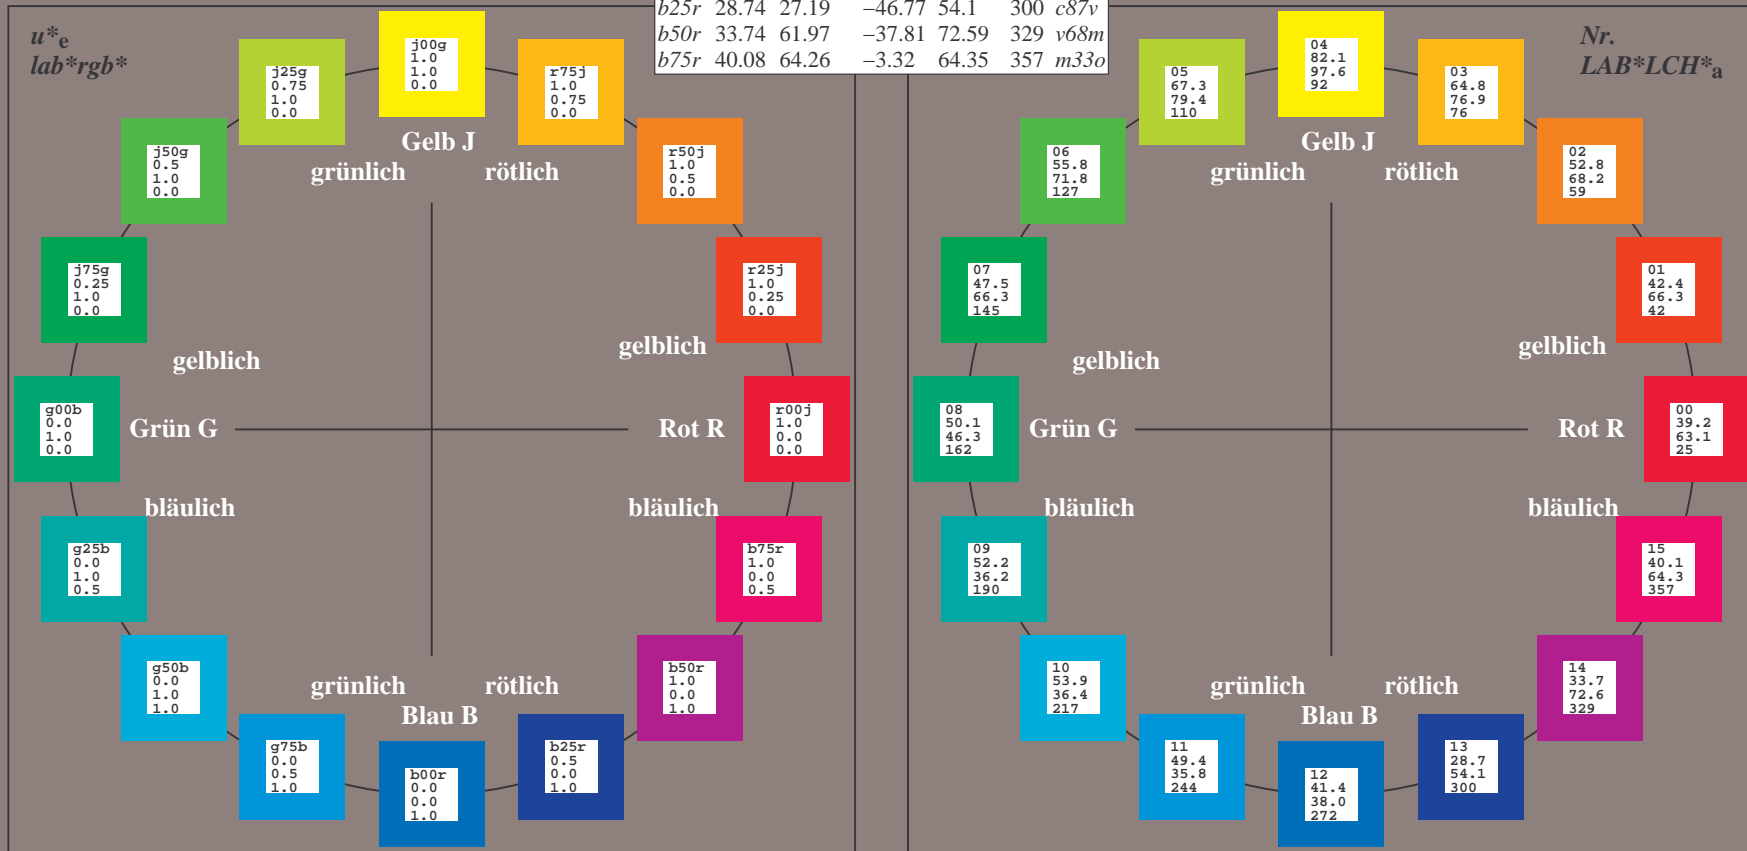 b25r 28.74 27.19 −46.77 54.1 300 c87v
b50r 33.74 61.97 −37.81 72.59 329 v68m
b75r 40.08 64.26 −3.32 64.35 357 m33o
u*e
lab*rgb*
j00g
1.0
1.0
0.0
j25g
0.75
1.0
0.0
r75j
1.0
0.75
0.0
j50g
0.5
1.0
0.0
r50j
1.0
0.5
0.0
Gelb J
grünlich rötlich
j75g
0.25
1.0
0.0
r25j
1.0
0.25
0.0
gelblich
gelblich
g00b
0.0
1.0
0.0
Grün G
Rot R
r00j
1.0
0.0
0.0
bläulich
bläulich
g25b
0.0
1.0
0.5
b75r
1.0
0.0
0.5
g50b
0.0
1.0
1.0
b50r
1.0
0.0
1.0
grünlich rötlich
Blau B
g75b
0.0
0.5
1.0
b00r
0.0
0.0
1.0
b25r
0.5
0.0
1.0
Nr.
LAB*LCH*a
04
82.1
97.6
92
05
67.3
79.4
110
03
64.8
76.9
76
06
55.8
71.8
127
02
52.8
68.2
59
Gelb J
grünlich rötlich
07
47.5
66.3
145
01
42.4
66.3
42
gelblich
gelblich
08
50.1
46.3
162
Grün G
Rot R
00
39.2
63.1
25
bläulich
bläulich
09
52.2
36.2
190
15
40.1
64.3
357
10
53.9
36.4
217
14
33.7
72.6
329
grünlich rötlich
Blau B
11
49.4
35.8
244
12
41.4
38.0
272
13
28.7
54.1
300